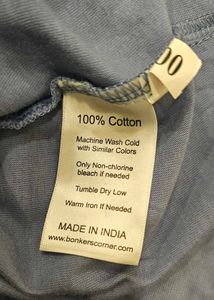 00
100% Cotton
Machine Wash Cold
with Similar Colors
Only Non-chlorine
bleach if needed
Tumble Dry Low
Warm Iron If Needed
MADE IN INDIA
www.bonkerscorner.com